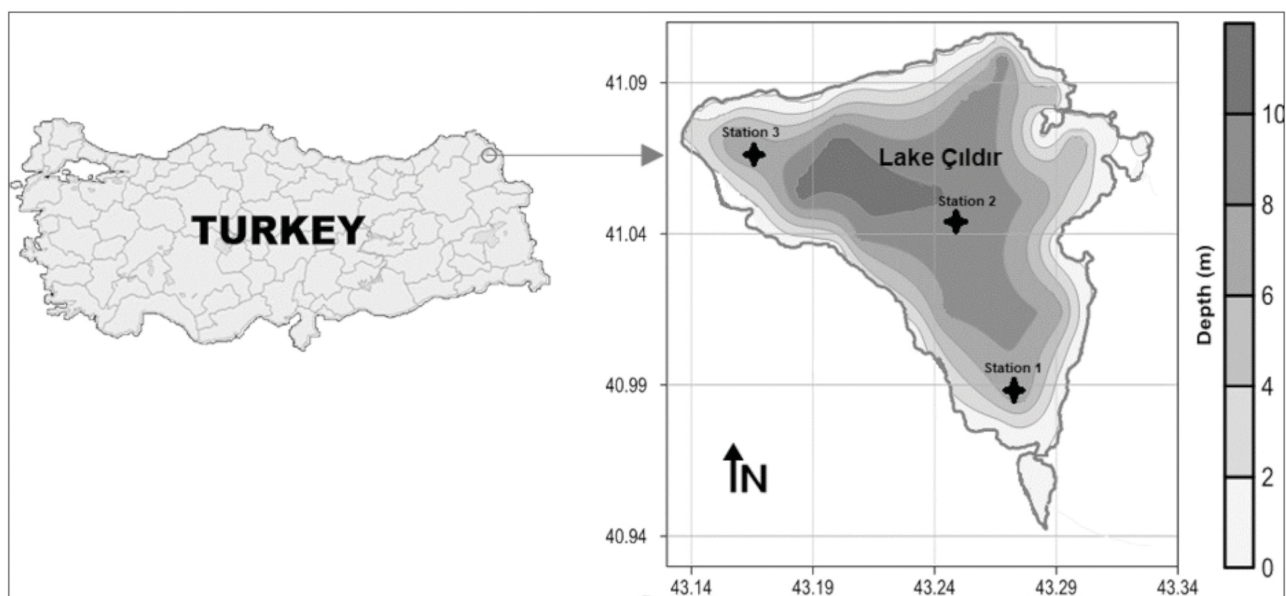 TURKEY
41.09
41.04
40.99
40.94
Station 3
Lake Çıldır
Station 2
Station 1
N
43.14
43.19
43.24
43.29
43.34
Depth (m)
10
8
6
4
2
0